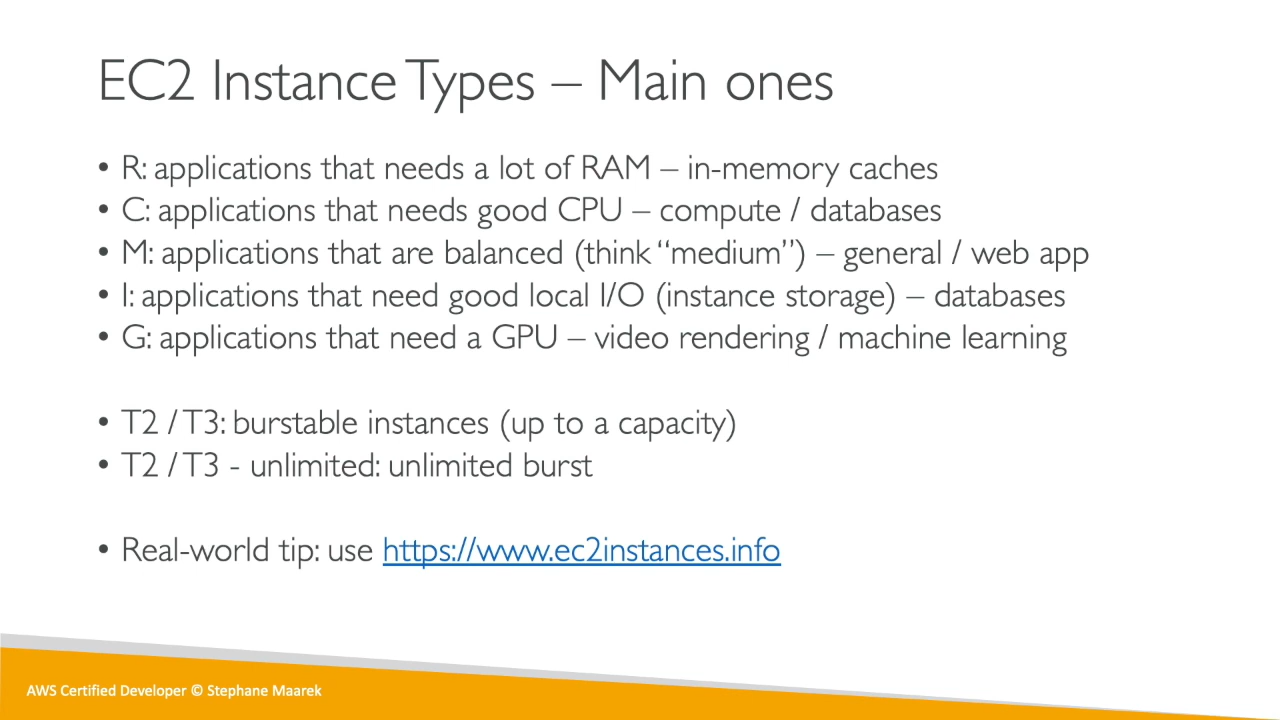 EC2 Instance Types – Main ones
• R: applications that needs a lot of RAM – in-memory caches
• C: applications that needs good CPU – compute / databases
• M: applications that are balanced (think “medium”) – general / web app
• I: applications that need good local I/O (instance storage) – databases
• G: applications that need a GPU – video rendering / machine learning
• T2 / T3: burstable instances (up to a capacity)
• T2 / T3 - unlimited: unlimited burst
• Real-world tip: use https://www.ec2instances.info
AWS Certified Developer © Stephane Maarek